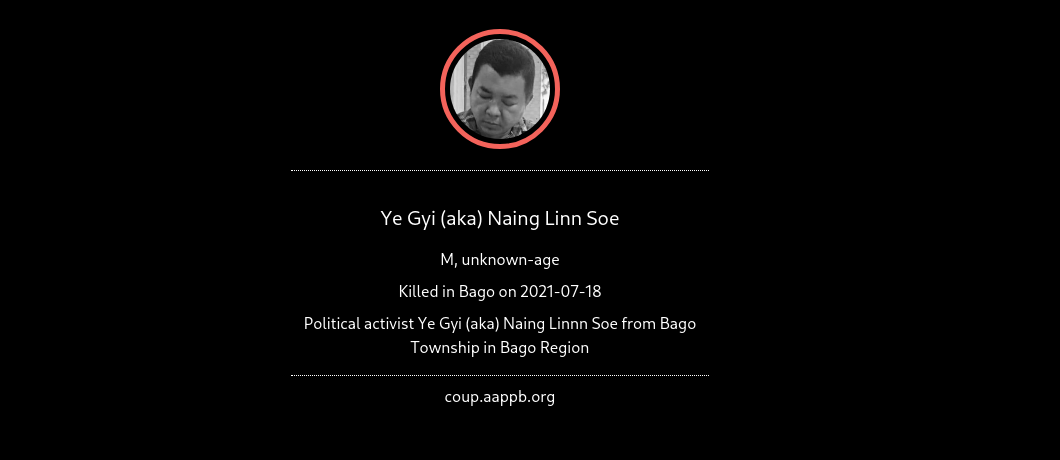 Ye Gyi (aka) Naing Linn Soe
M, unknown-age
Killed in Bago on 2021-07-18
Political activist Ye Gyi (aka) Naing Linnn Soe from Bago
Township in Bago Region
coup.aappb.org